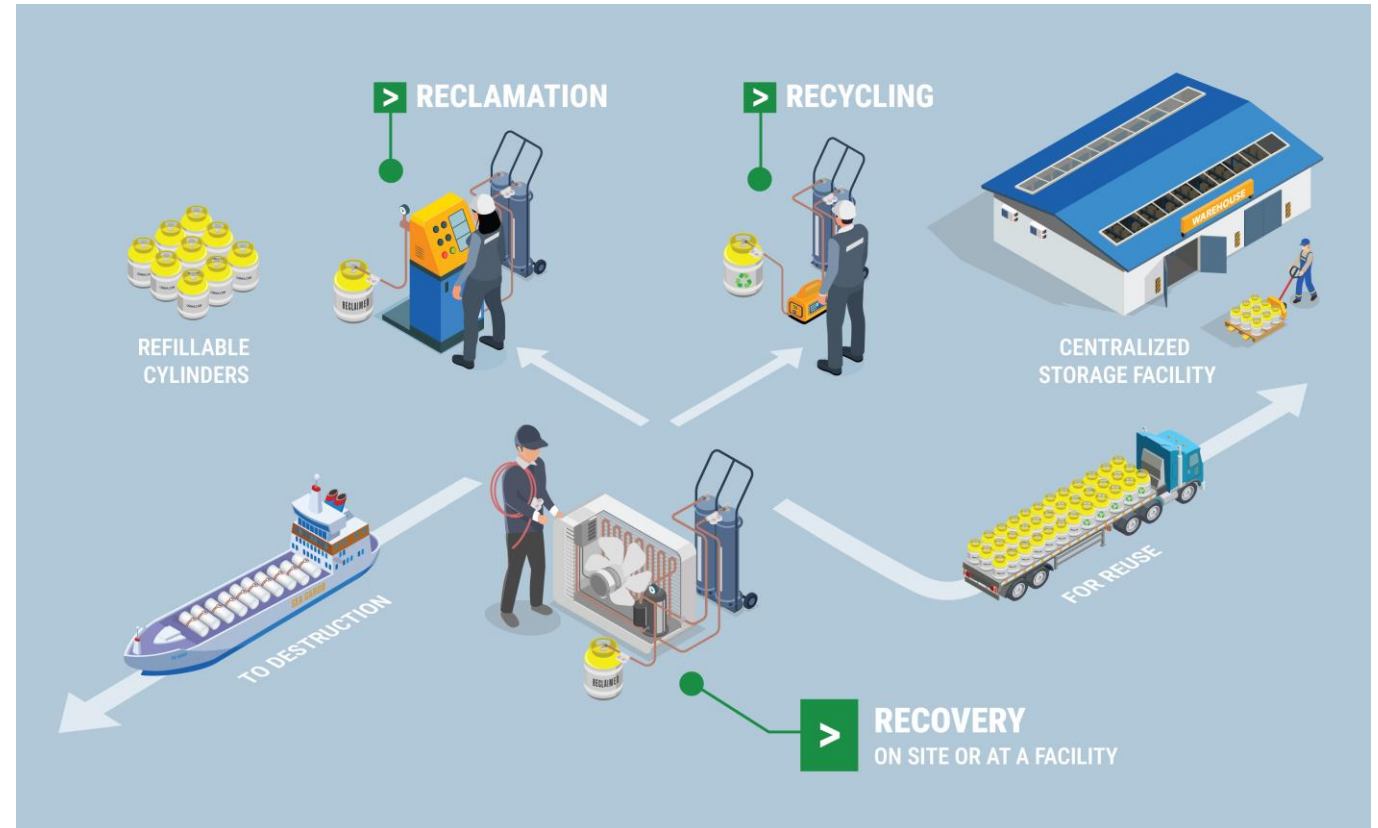 > RECLAMATION
> RECYCLING
WAREHOUSE
RECLAIMED
REFILLABLE
CYLINDERS
CENTRALIZED
STORAGE FACILITY
TO DESTRUCTION
FOR REUSE
RECLAIMED
> RECOVERY
ON SITE OR AT A FACILITY